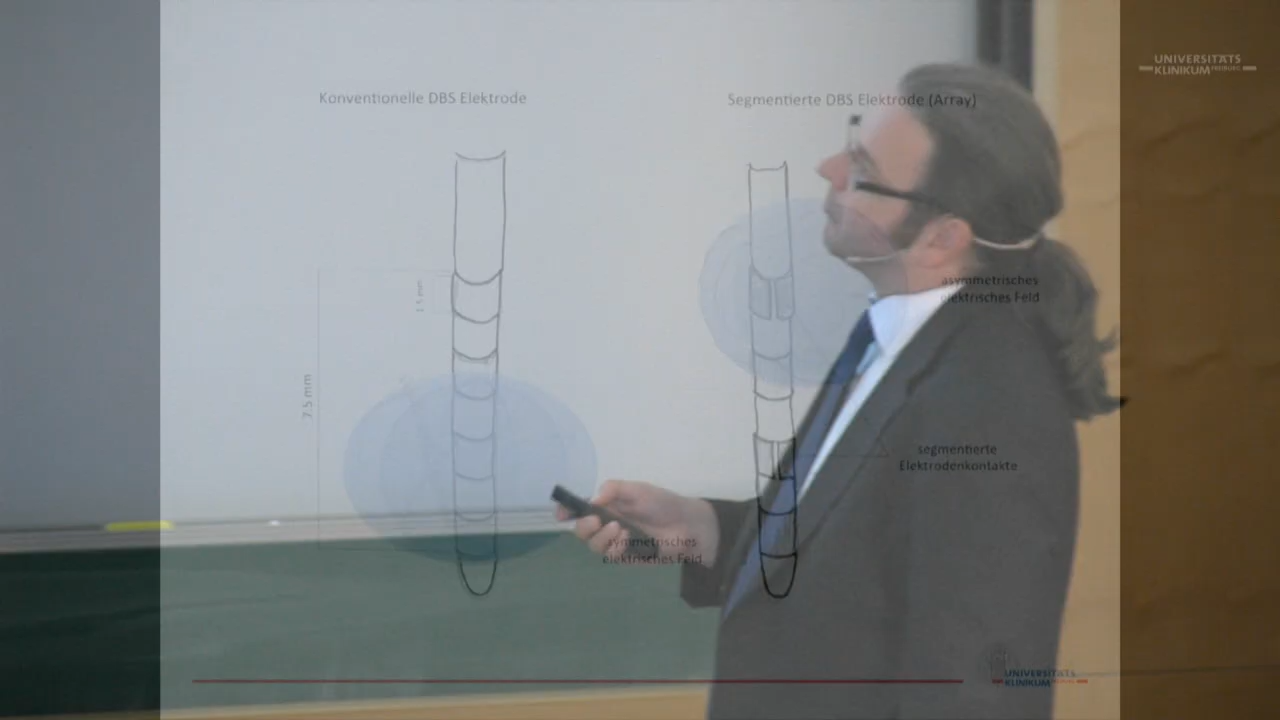 UNIVERSITÄTS
KLINIKUM FREIBURG
Konventionelle DBS Elektrode
Segmentierte DBS Elektrode (Array)
asymmetrisches
elektrisches Feld
1.5 mm
7.5 mm
segmentierte
Elektrodenkontakte
symmetrisches
elektrisches Feld
UNIVERSITÄTS
KLINIKUM